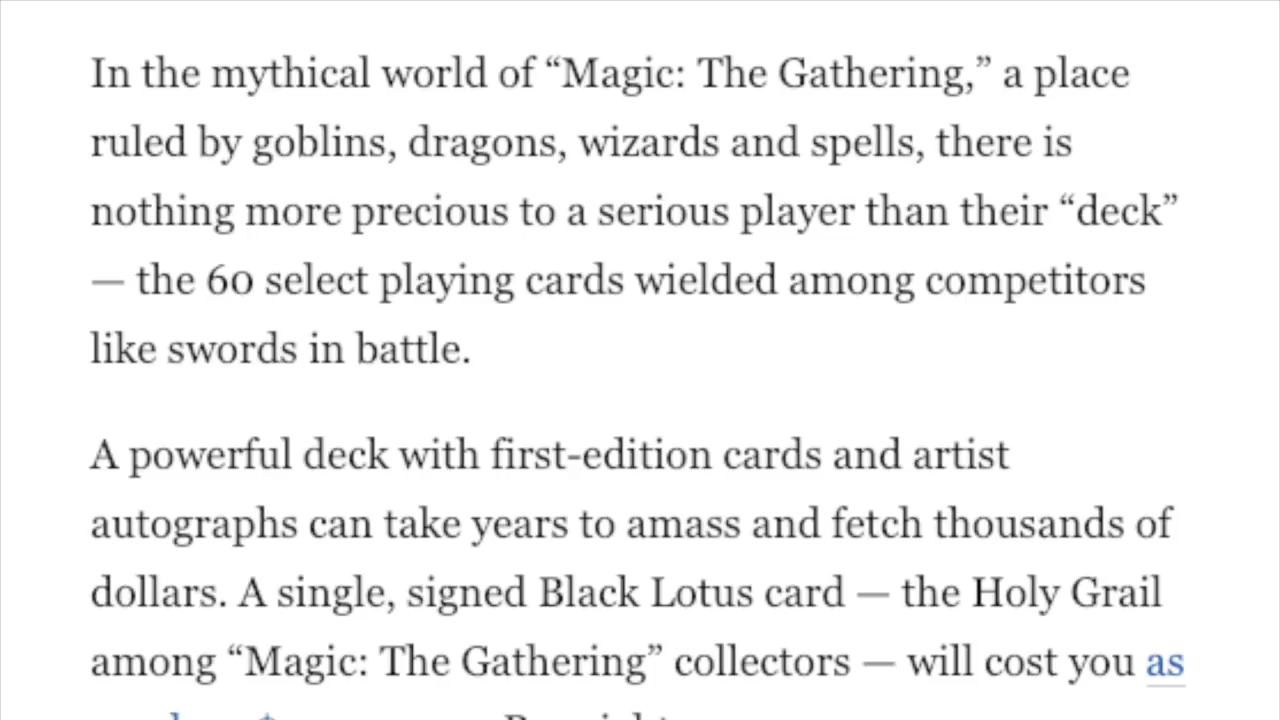 In the mythical world of “Magic: The Gathering,” a place
ruled by goblins, dragons, wizards and spells, there is
nothing more precious to a serious player than their “deck”
— the 60 select playing cards wielded among competitors
like swords in battle.
A powerful deck with first-edition cards and artist
autographs can take years to amass and fetch thousands of
dollars. A single, signed Black Lotus card — the Holy Grail
among “Magic: The Gathering” collectors — will cost you as